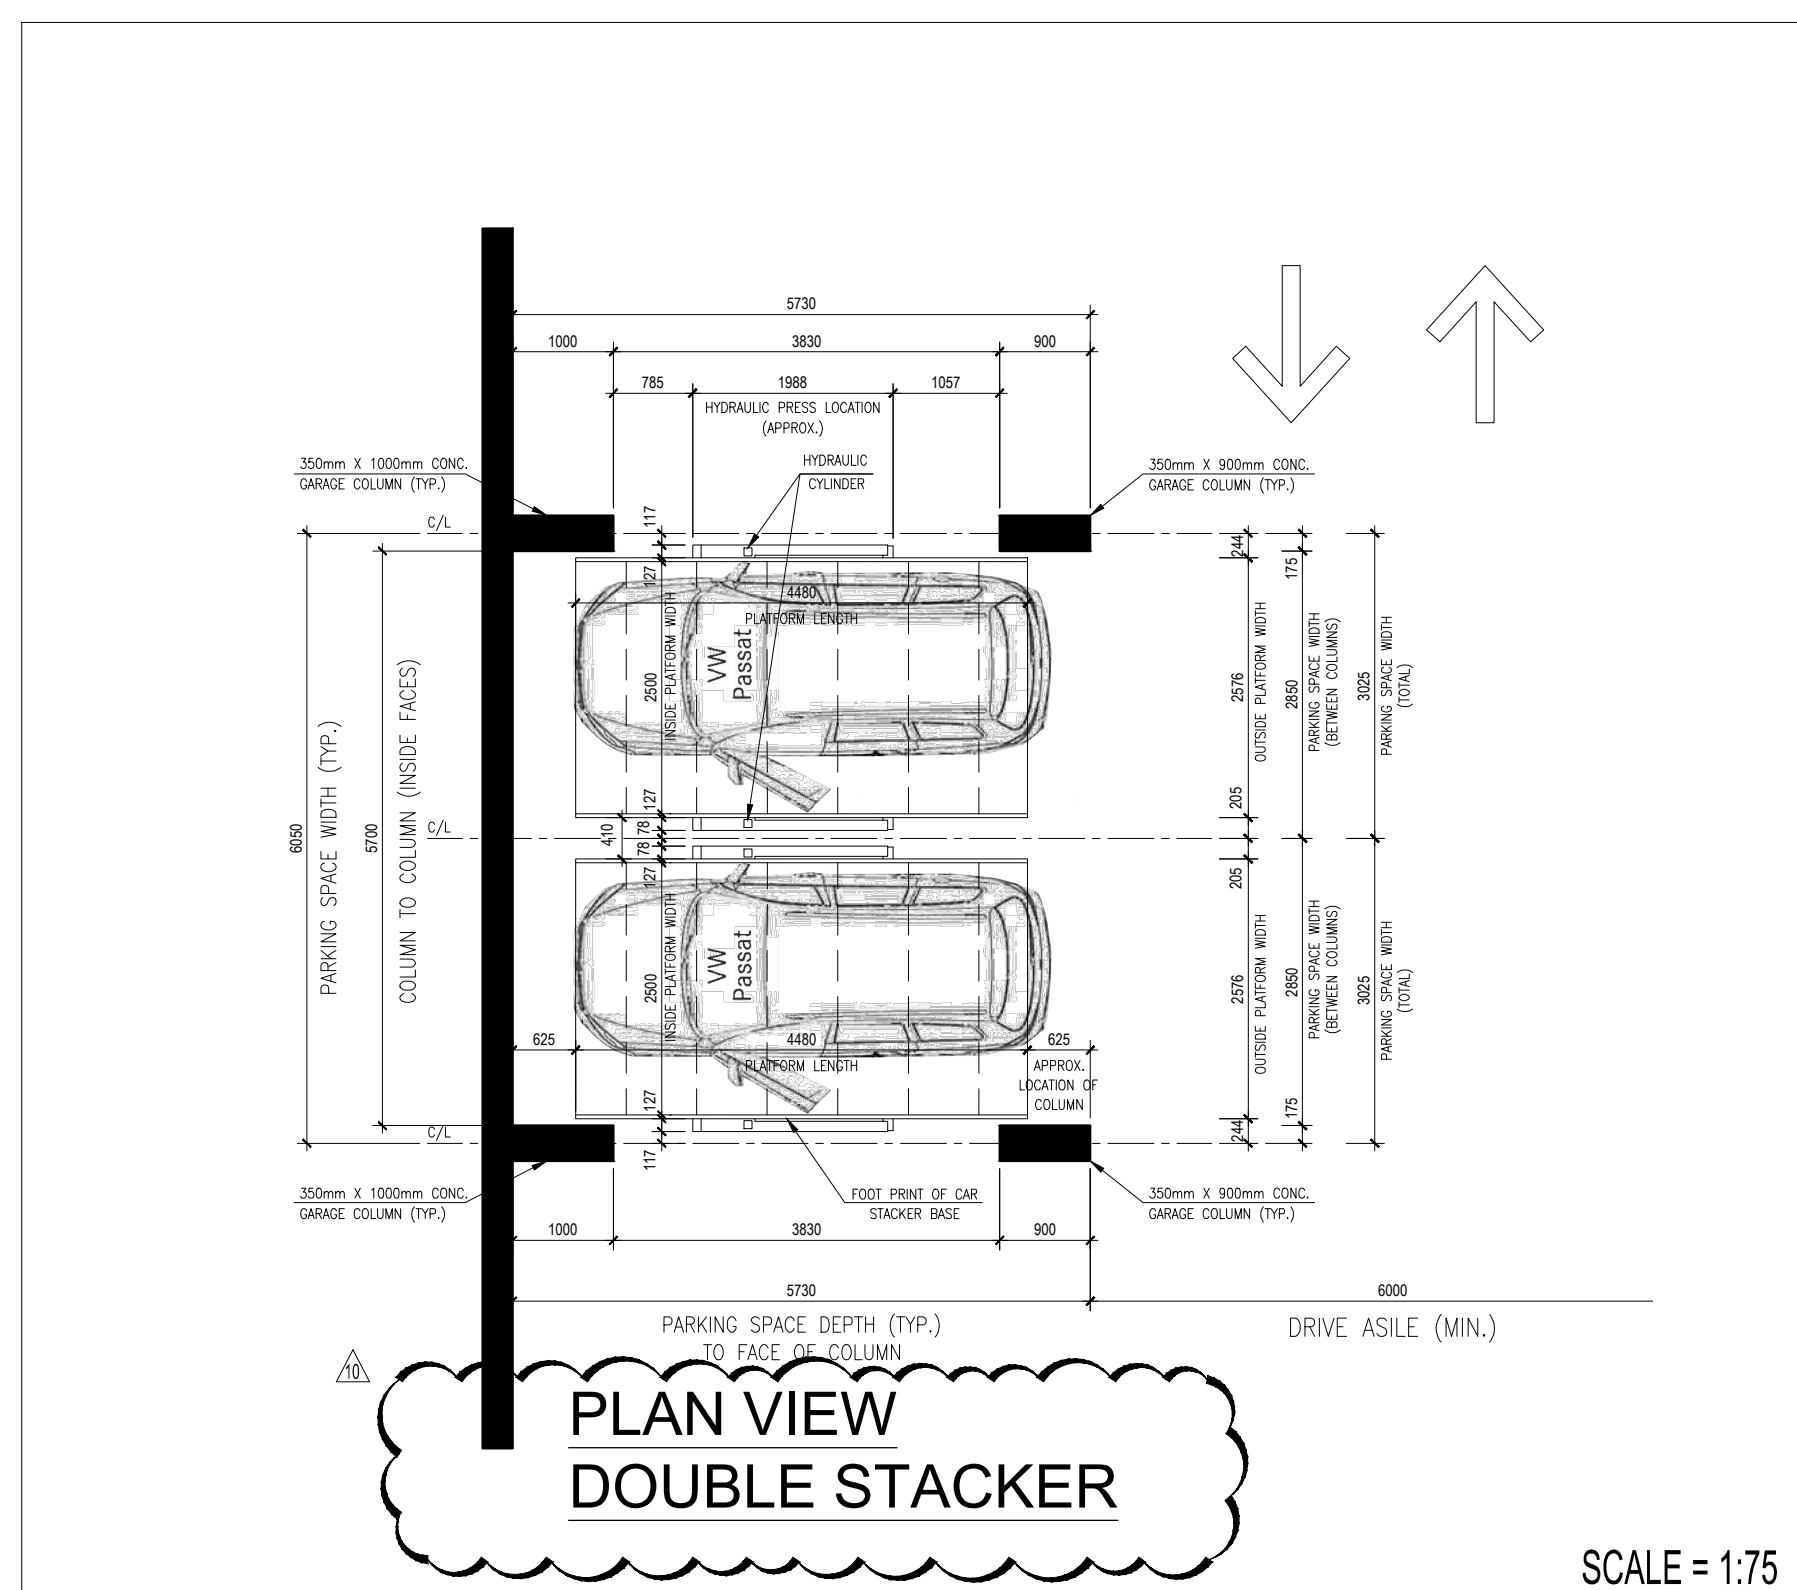 5730
1000
3830
900
785
1988
1057
HYDRAULIC PRESS LOCATION
(APPROX.)
HYDRAULIC
CYLINDER
350mm X 1000mm CONC.
GARAGE COLUMN (TYP.)
350mm X 900mm CONC.
GARAGE COLUMN (TYP.)
C/L
117
127
4480
PLATFORM LENGTH
VW
Passat
2500
INSIDE PLATFORM WIDTH
127
78
410
78
C/L
244
175
2576
OUTSIDE PLATFORM WIDTH
2850
PARKING SPACE WIDTH
(BETWEEN COLUMNS)
3025
PARKING SPACE WIDTH
(TOTAL)
205
6050
PARKING SPACE WIDTH (TYP.)
5700
COLUMN TO COLUMN (INSIDE FACES)
127
VW
Passat
2500
INSIDE PLATFORM WIDTH
205
2576
OUTSIDE PLATFORM WIDTH
2850
PARKING SPACE WIDTH
(BETWEEN COLUMNS)
3025
PARKING SPACE WIDTH
(TOTAL)
625
4480
PLATFORM LENGTH
625
APPROX.
LOCATION OF
COLUMN
127
117
C/L
175
244
350mm X 1000mm CONC.
GARAGE COLUMN (TYP.)
FOOT PRINT OF CAR
STACKER BASE
350mm X 900mm CONC.
GARAGE COLUMN (TYP.)
1000
3830
900
5730
6000
PARKING SPACE DEPTH (TYP.)
TO FACE OF COLUMN
DRIVE ASILE (MIN.)
10
PLAN VIEW
DOUBLE STACKER
SCALE = 1:75